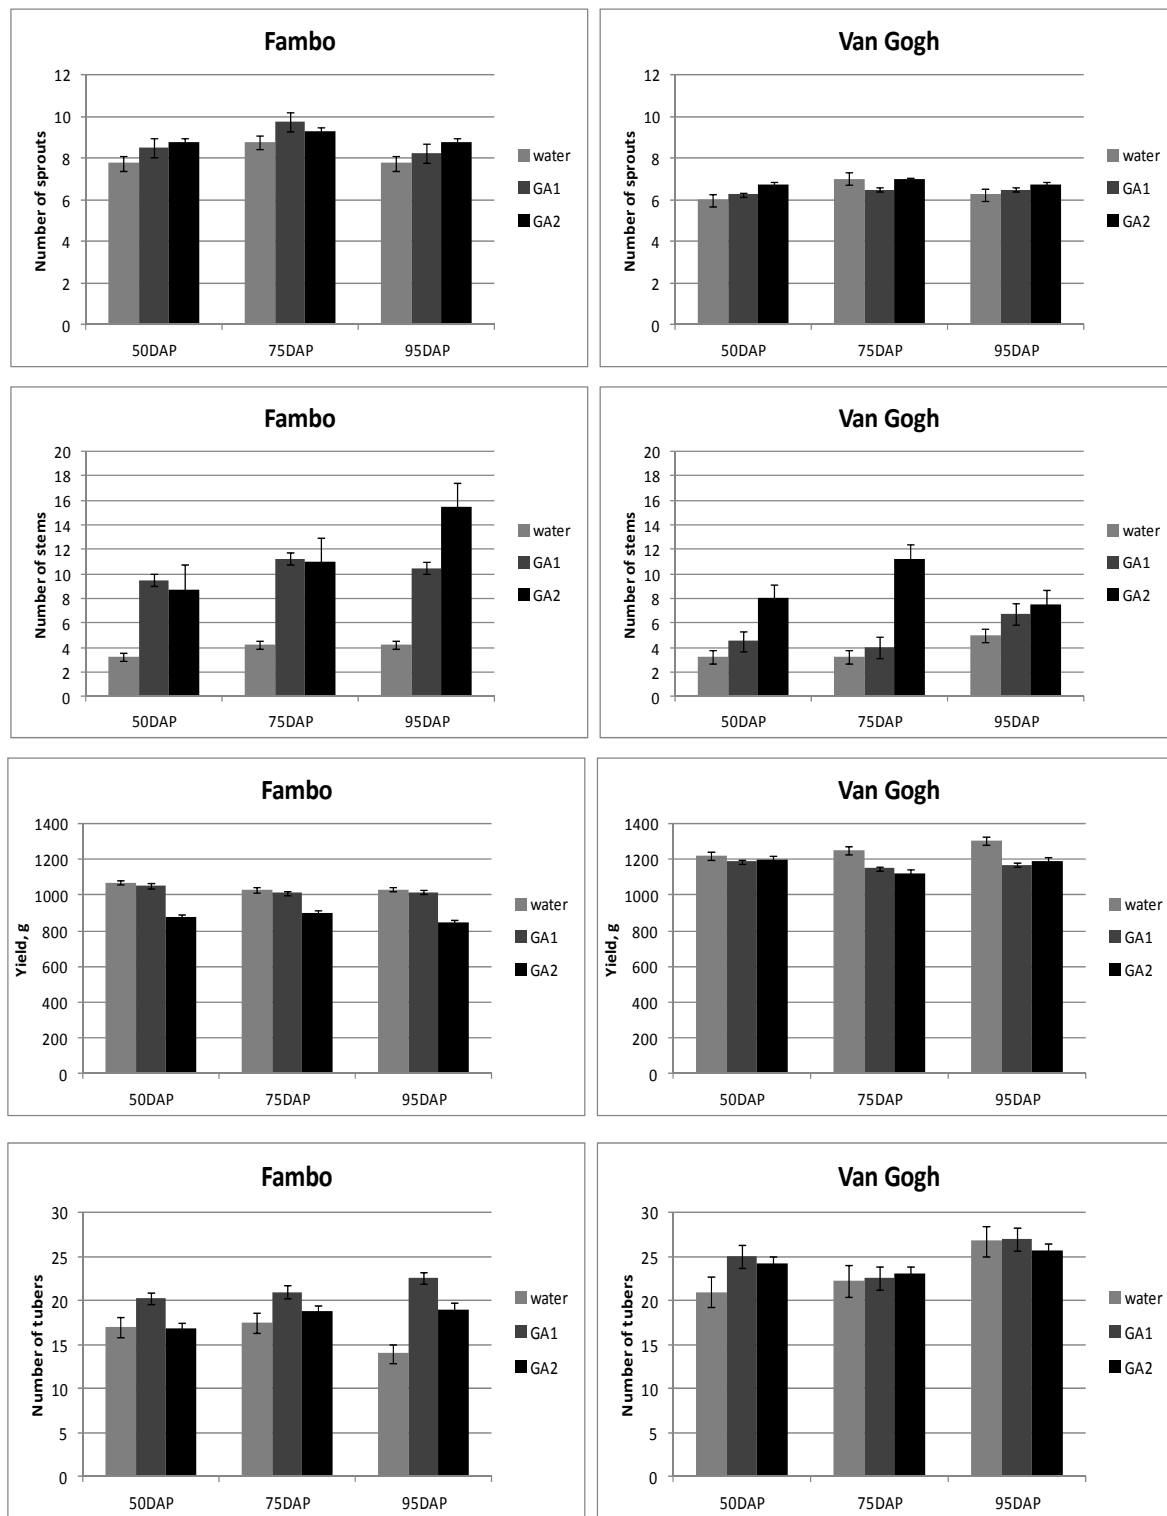 Fambo
12
10
8
6
4
2
0
Number of sprouts
50DAP 75DAP 95DAP
water
GA1
GA2
Van Gogh
12
10
8
6
4
2
0
Number of sprouts
50DAP 75DAP 95DAP
water
GA1
GA2
Fambo
20
18
16
14
12
10
8
6
4
2
0
Number of stems
50DAP 75DAP 95DAP
water
GA1
GA2
Van Gogh
20
18
16
14
12
10
8
6
4
2
0
Number of stems
50DAP 75DAP 95DAP
water
GA1
GA2
Fambo
1400
1200
1000
800
600
400
200
0
Yield, g
50DAP 75DAP 95DAP
water
GA1
GA2
Van Gogh
1400
1200
1000
800
600
400
200
0
Yield, g
50DAP 75DAP 95DAP
water
GA1
GA2
Fambo
30
25
20
15
10
5
0
Number of tubers
50DAP 75DAP 95DAP
water
GA1
GA2
Van Gogh
30
25
20
15
10
5
0
Number of tubers
50DAP 75DAP 95DAP
water
GA1
GA2